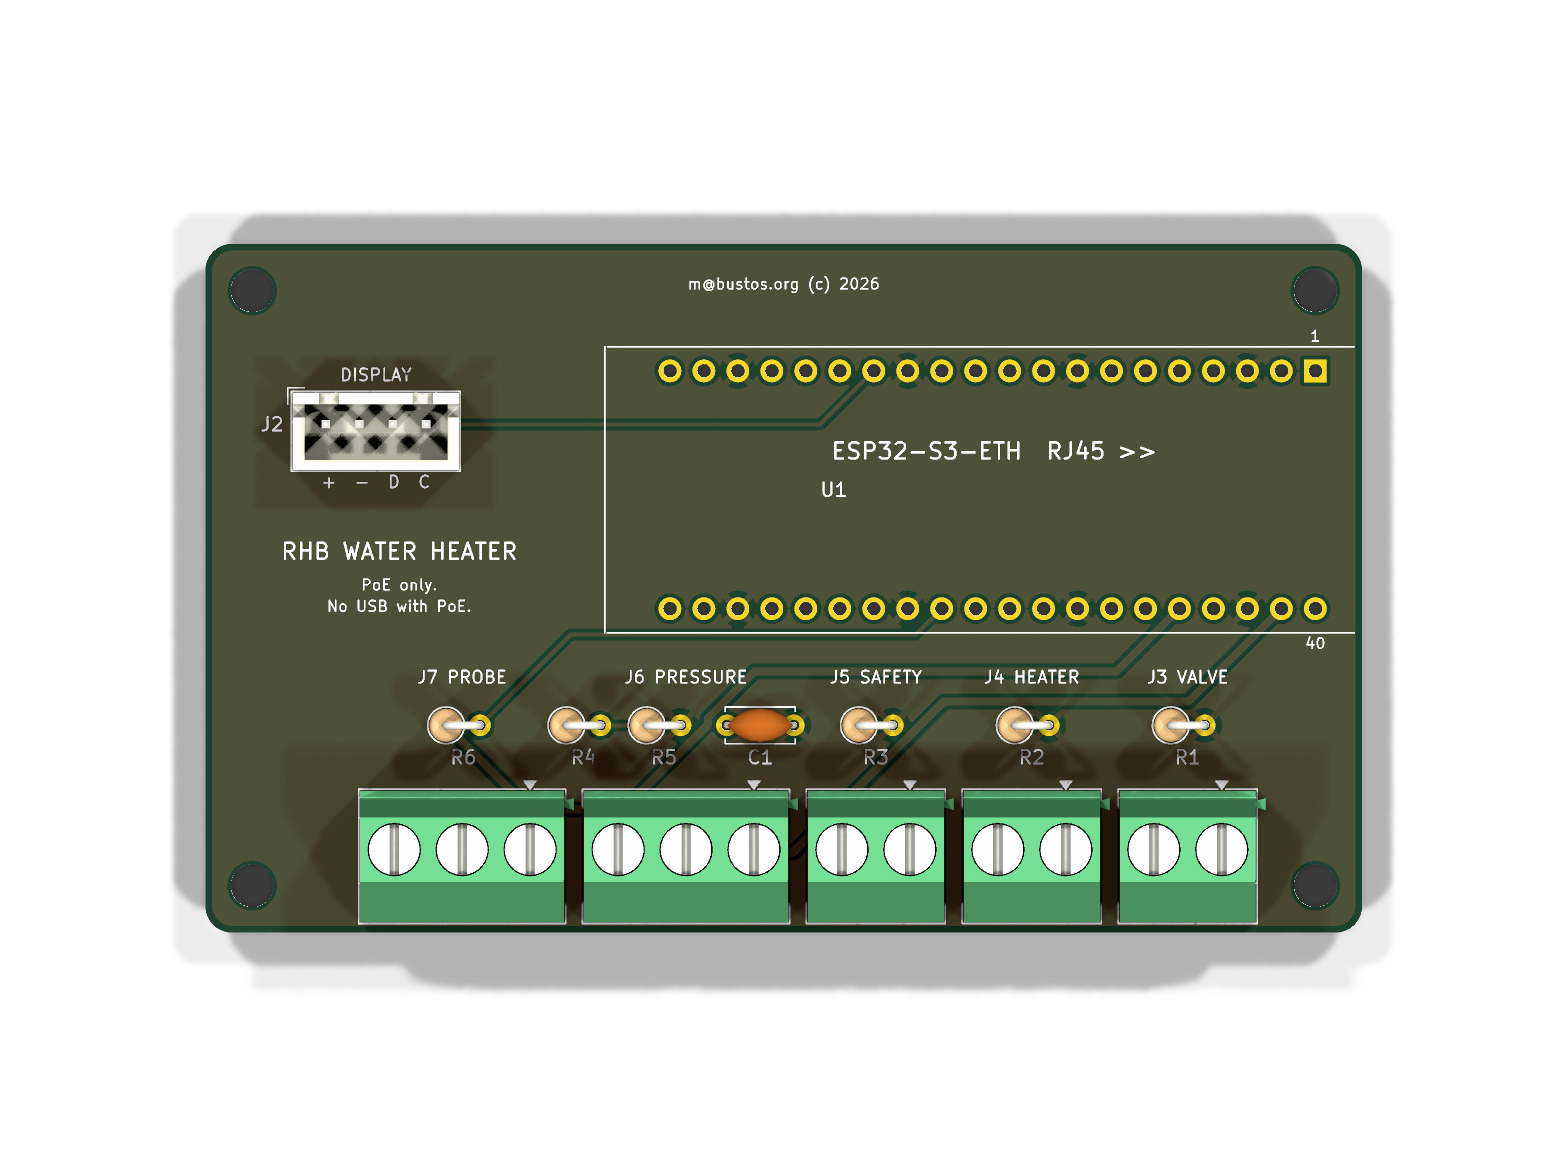 m@bustos.org (c) 2026
1
DISPLAY
J2
+ - D C
ESP32-S3-ETH RJ45 >>
U1
RHB WATER HEATER
PoE only.
No USB with PoE.
40
J7 PROBE
J6 PRESSURE
J5 SAFETY
J4 HEATER
J3 VALVE
R6
R4
R5
C1
R3
R2
R1